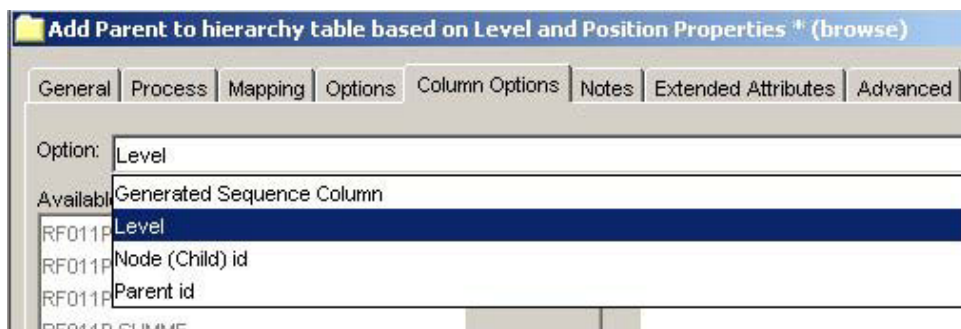 Add Parent to hierarchy table based on Level and Position Properties * (browse)
General Process Mapping Options Column Options Notes Extended Attributes Advanced
Option: Level
Generated Sequence Column
Level
Node (Child) id
Parent id